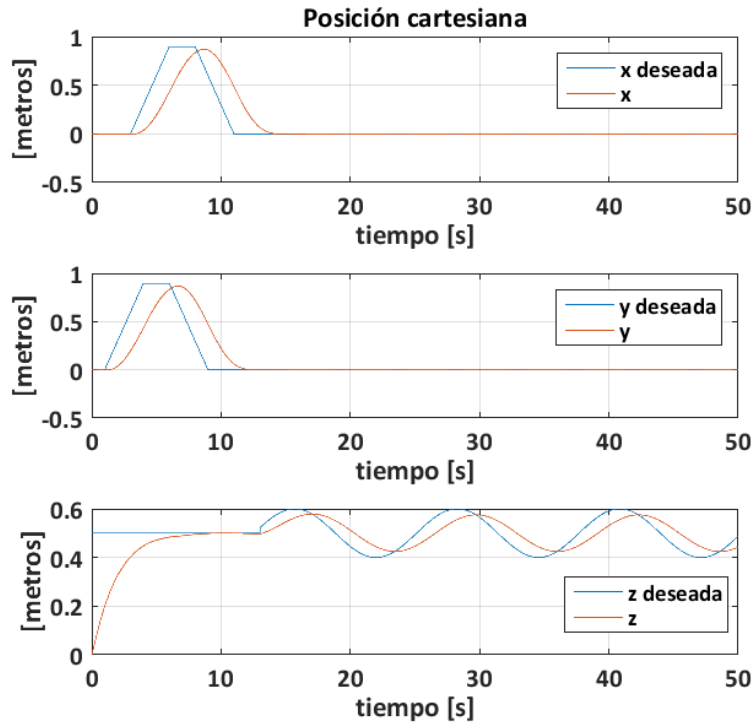 Posición cartesiana
[metros]
1
0.5
0
-0.5
x deseada
x
0 10 20 30 40 50
tiempo [s]
[metros]
1
0.5
0
-0.5
y deseada
y
0 10 20 30 40 50
tiempo [s]
[metros]
0.6
0.4
0.2
0
z deseada
z
0 10 20 30 40 50
tiempo [s]